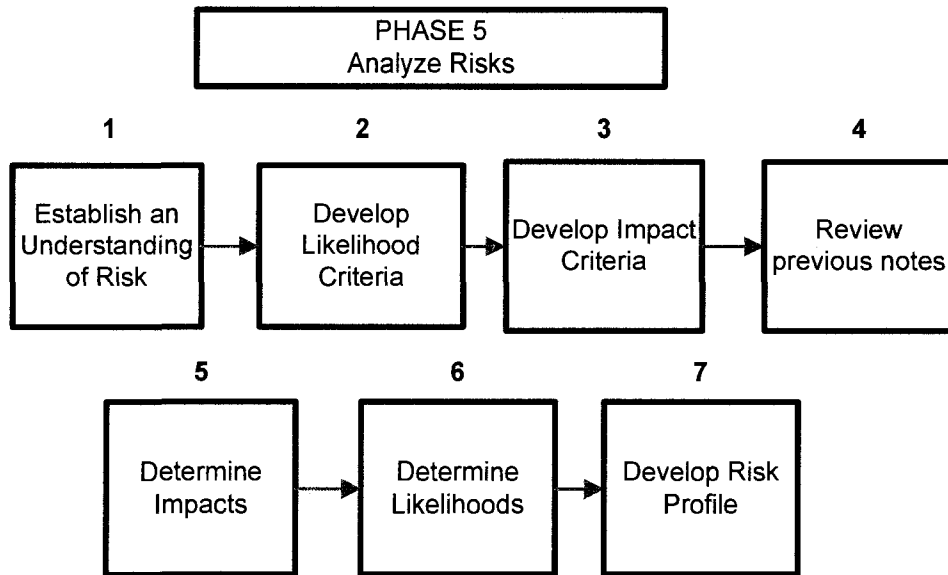 PHASE 5
Analyze Risks
1
2
3
4
Establish an
Understanding
of Risk
Develop
Likelihood
Criteria
Develop Impact
Criteria
Review
previous notes
5
6
7
Determine
Impacts
Determine
Likelihoods
Develop Risk
Profile